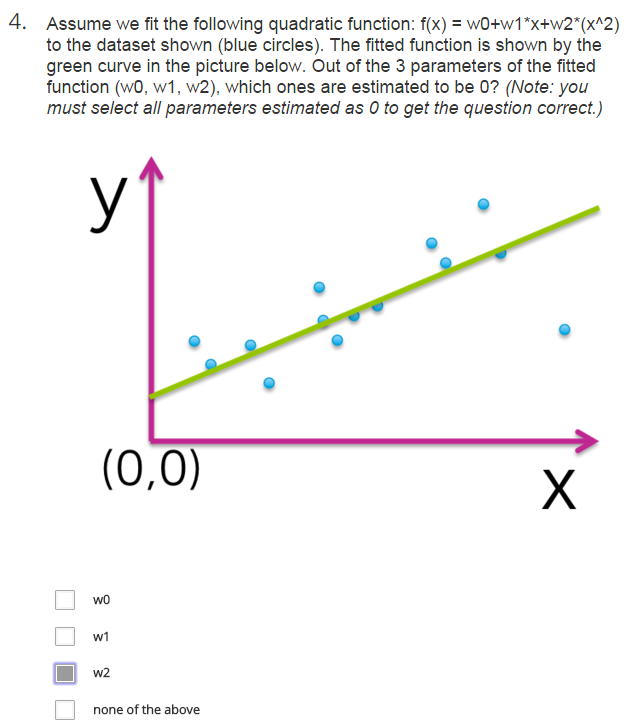 4. Assume we fit the following quadratic function: f(x) = w0+w1*x+w2*(x^2)
to the dataset shown (blue circles). The fitted function is shown by the
green curve in the picture below. Out of the 3 parameters of the fitted
function (w0, w1, w2), which ones are estimated to be 0? (Note: you
must select all parameters estimated as 0 to get the question correct.)
y
(0,0)
x
w0
w1
w2
none of the above